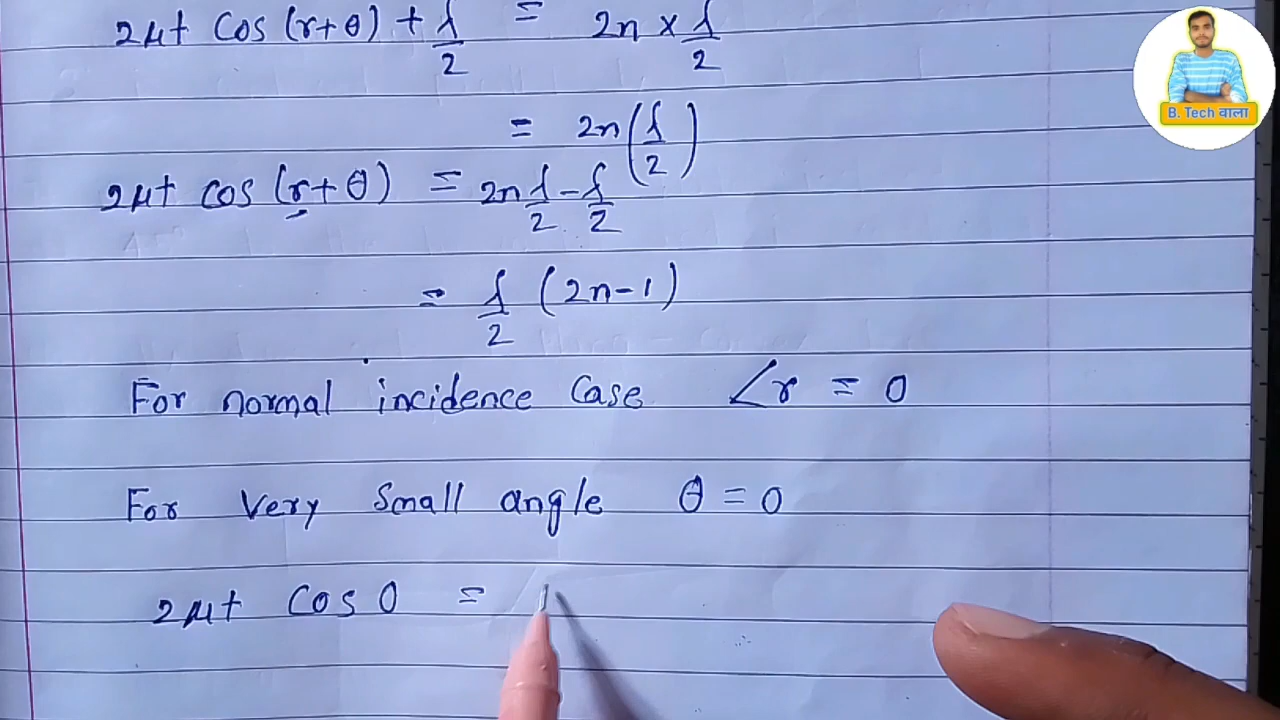 2μt cos (r+θ) + λ/2 = 2n × λ/2
= 2n (λ/2)
2μt cos (r+θ) = 2n λ/2 - λ/2
= λ/2 (2n-1)
For normal incidence Case ∠r = 0
For Very Small angle θ = 0
2μt Cos 0 =
B. Tech वाला